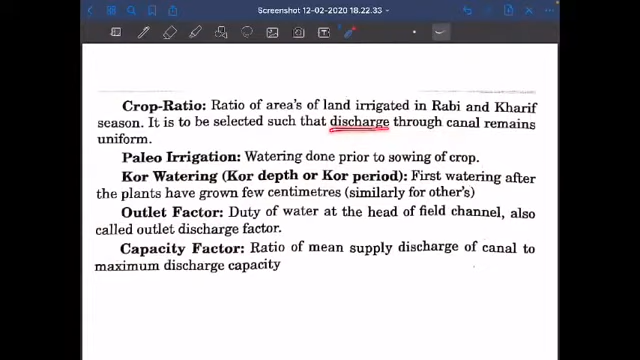 Screenshot 12-02-2020 18.22.33
Crop-Ratio: Ratio of area's of land irrigated in Rabi and Kharif
season. It is to be selected such that discharge through canal remains
uniform.
Paleo Irrigation: Watering done prior to sowing of crop.
Kor Watering (Kor depth or Kor period): First watering after
the plants have grown few centimetres (similarly for other's)
Outlet Factor: Duty of water at the head of field channel, also
called outlet discharge factor.
Capacity Factor: Ratio of mean supply discharge of canal to
maximum discharge capacity